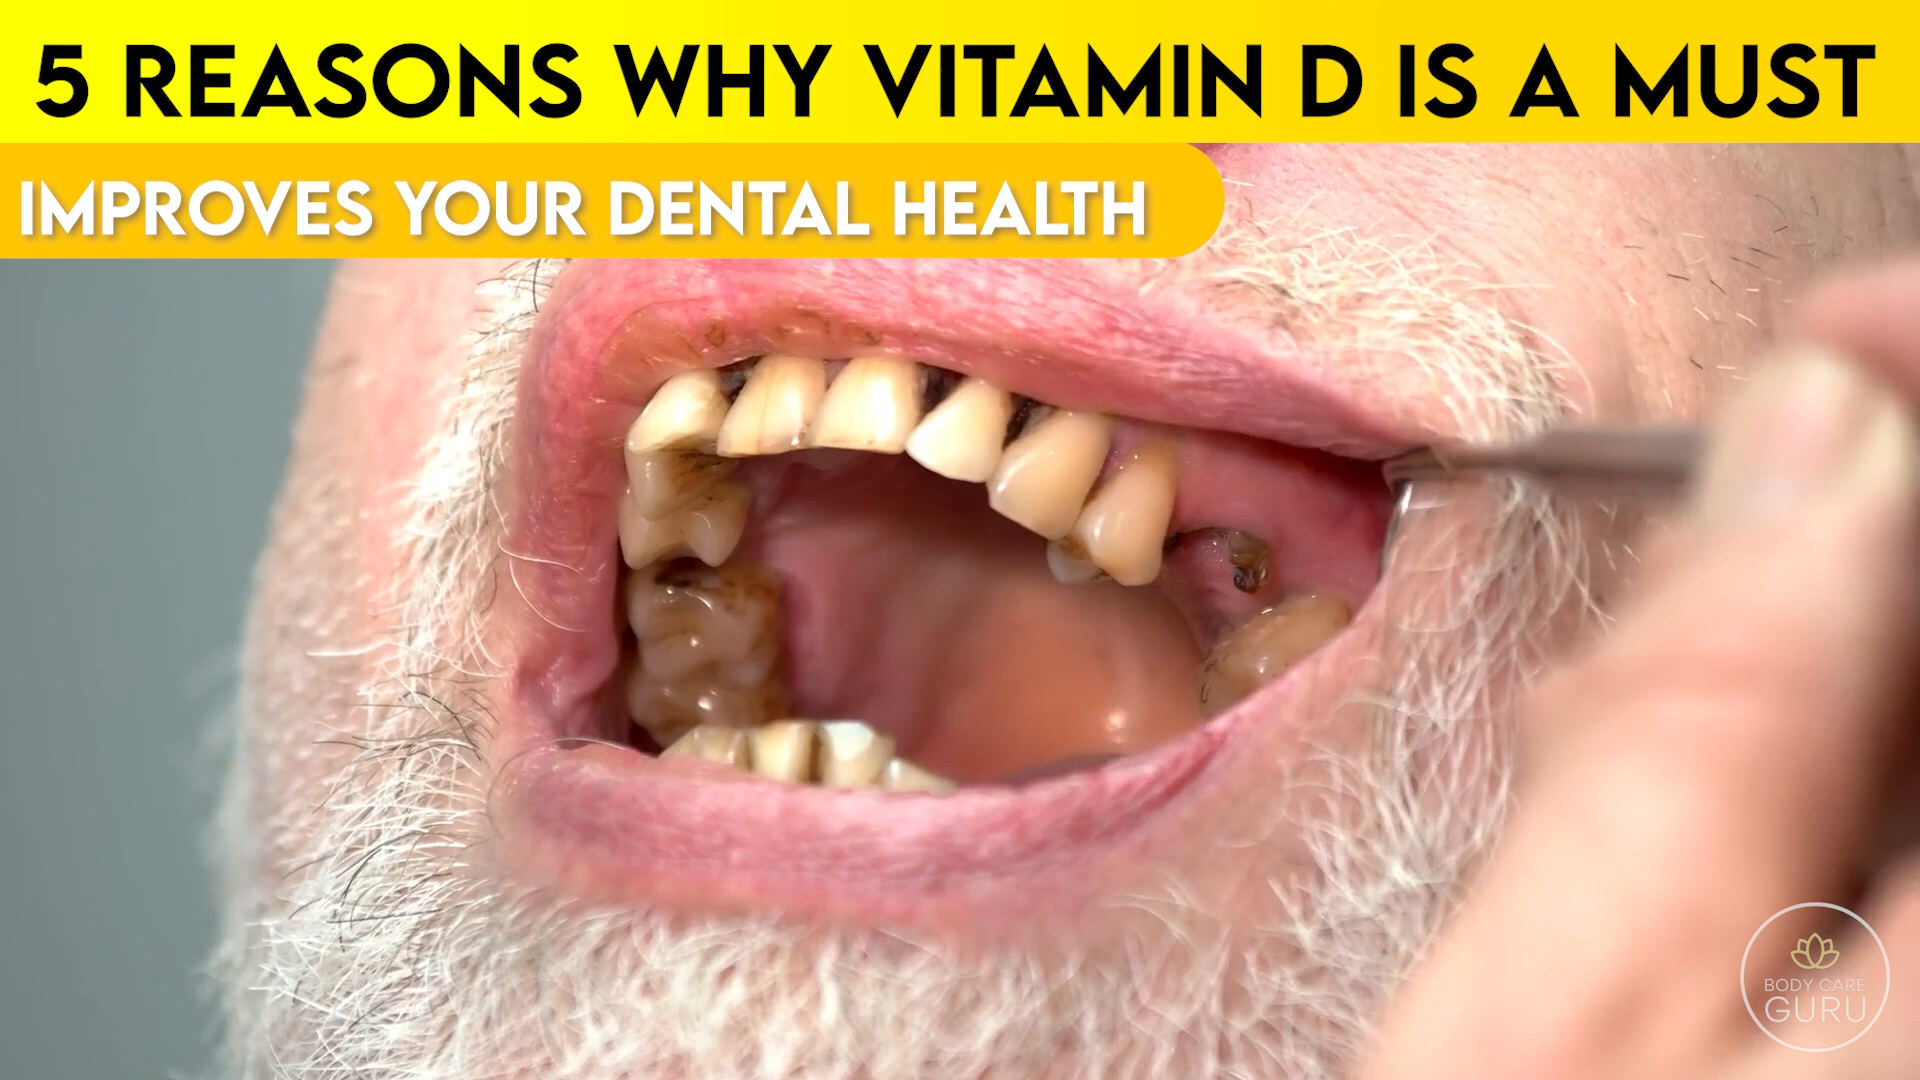 5 REASONS WHY VITAMIN D IS A MUST
IMPROVES YOUR DENTAL HEALTH
BODY CARE
GURU